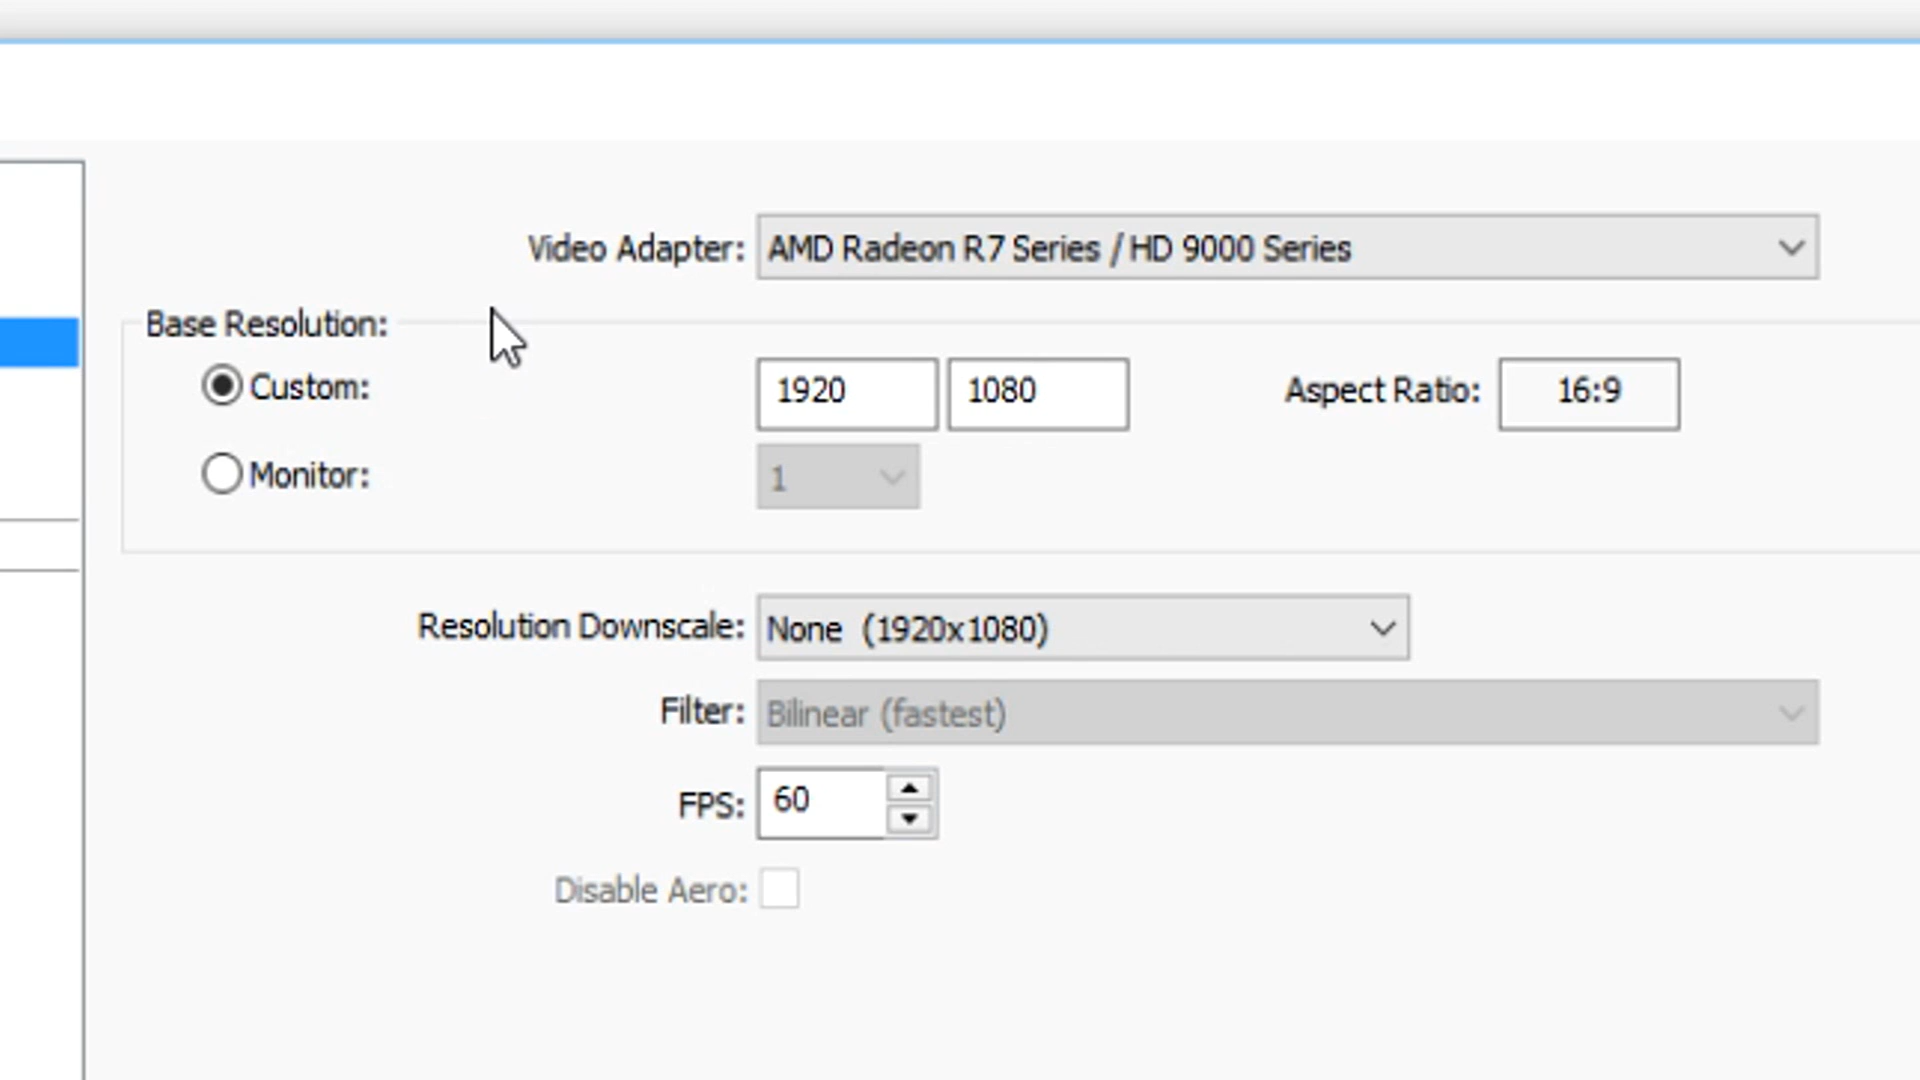 Video Adapter: AMD Radeon R7 Series / HD 9000 Series
Base Resolution:
Custom: 1920 1080 Aspect Ratio: 16:9
Monitor: 1
Resolution Downscale: None (1920x1080)
Filter: Bilinear (fastest)
FPS: 60
Disable Aero: